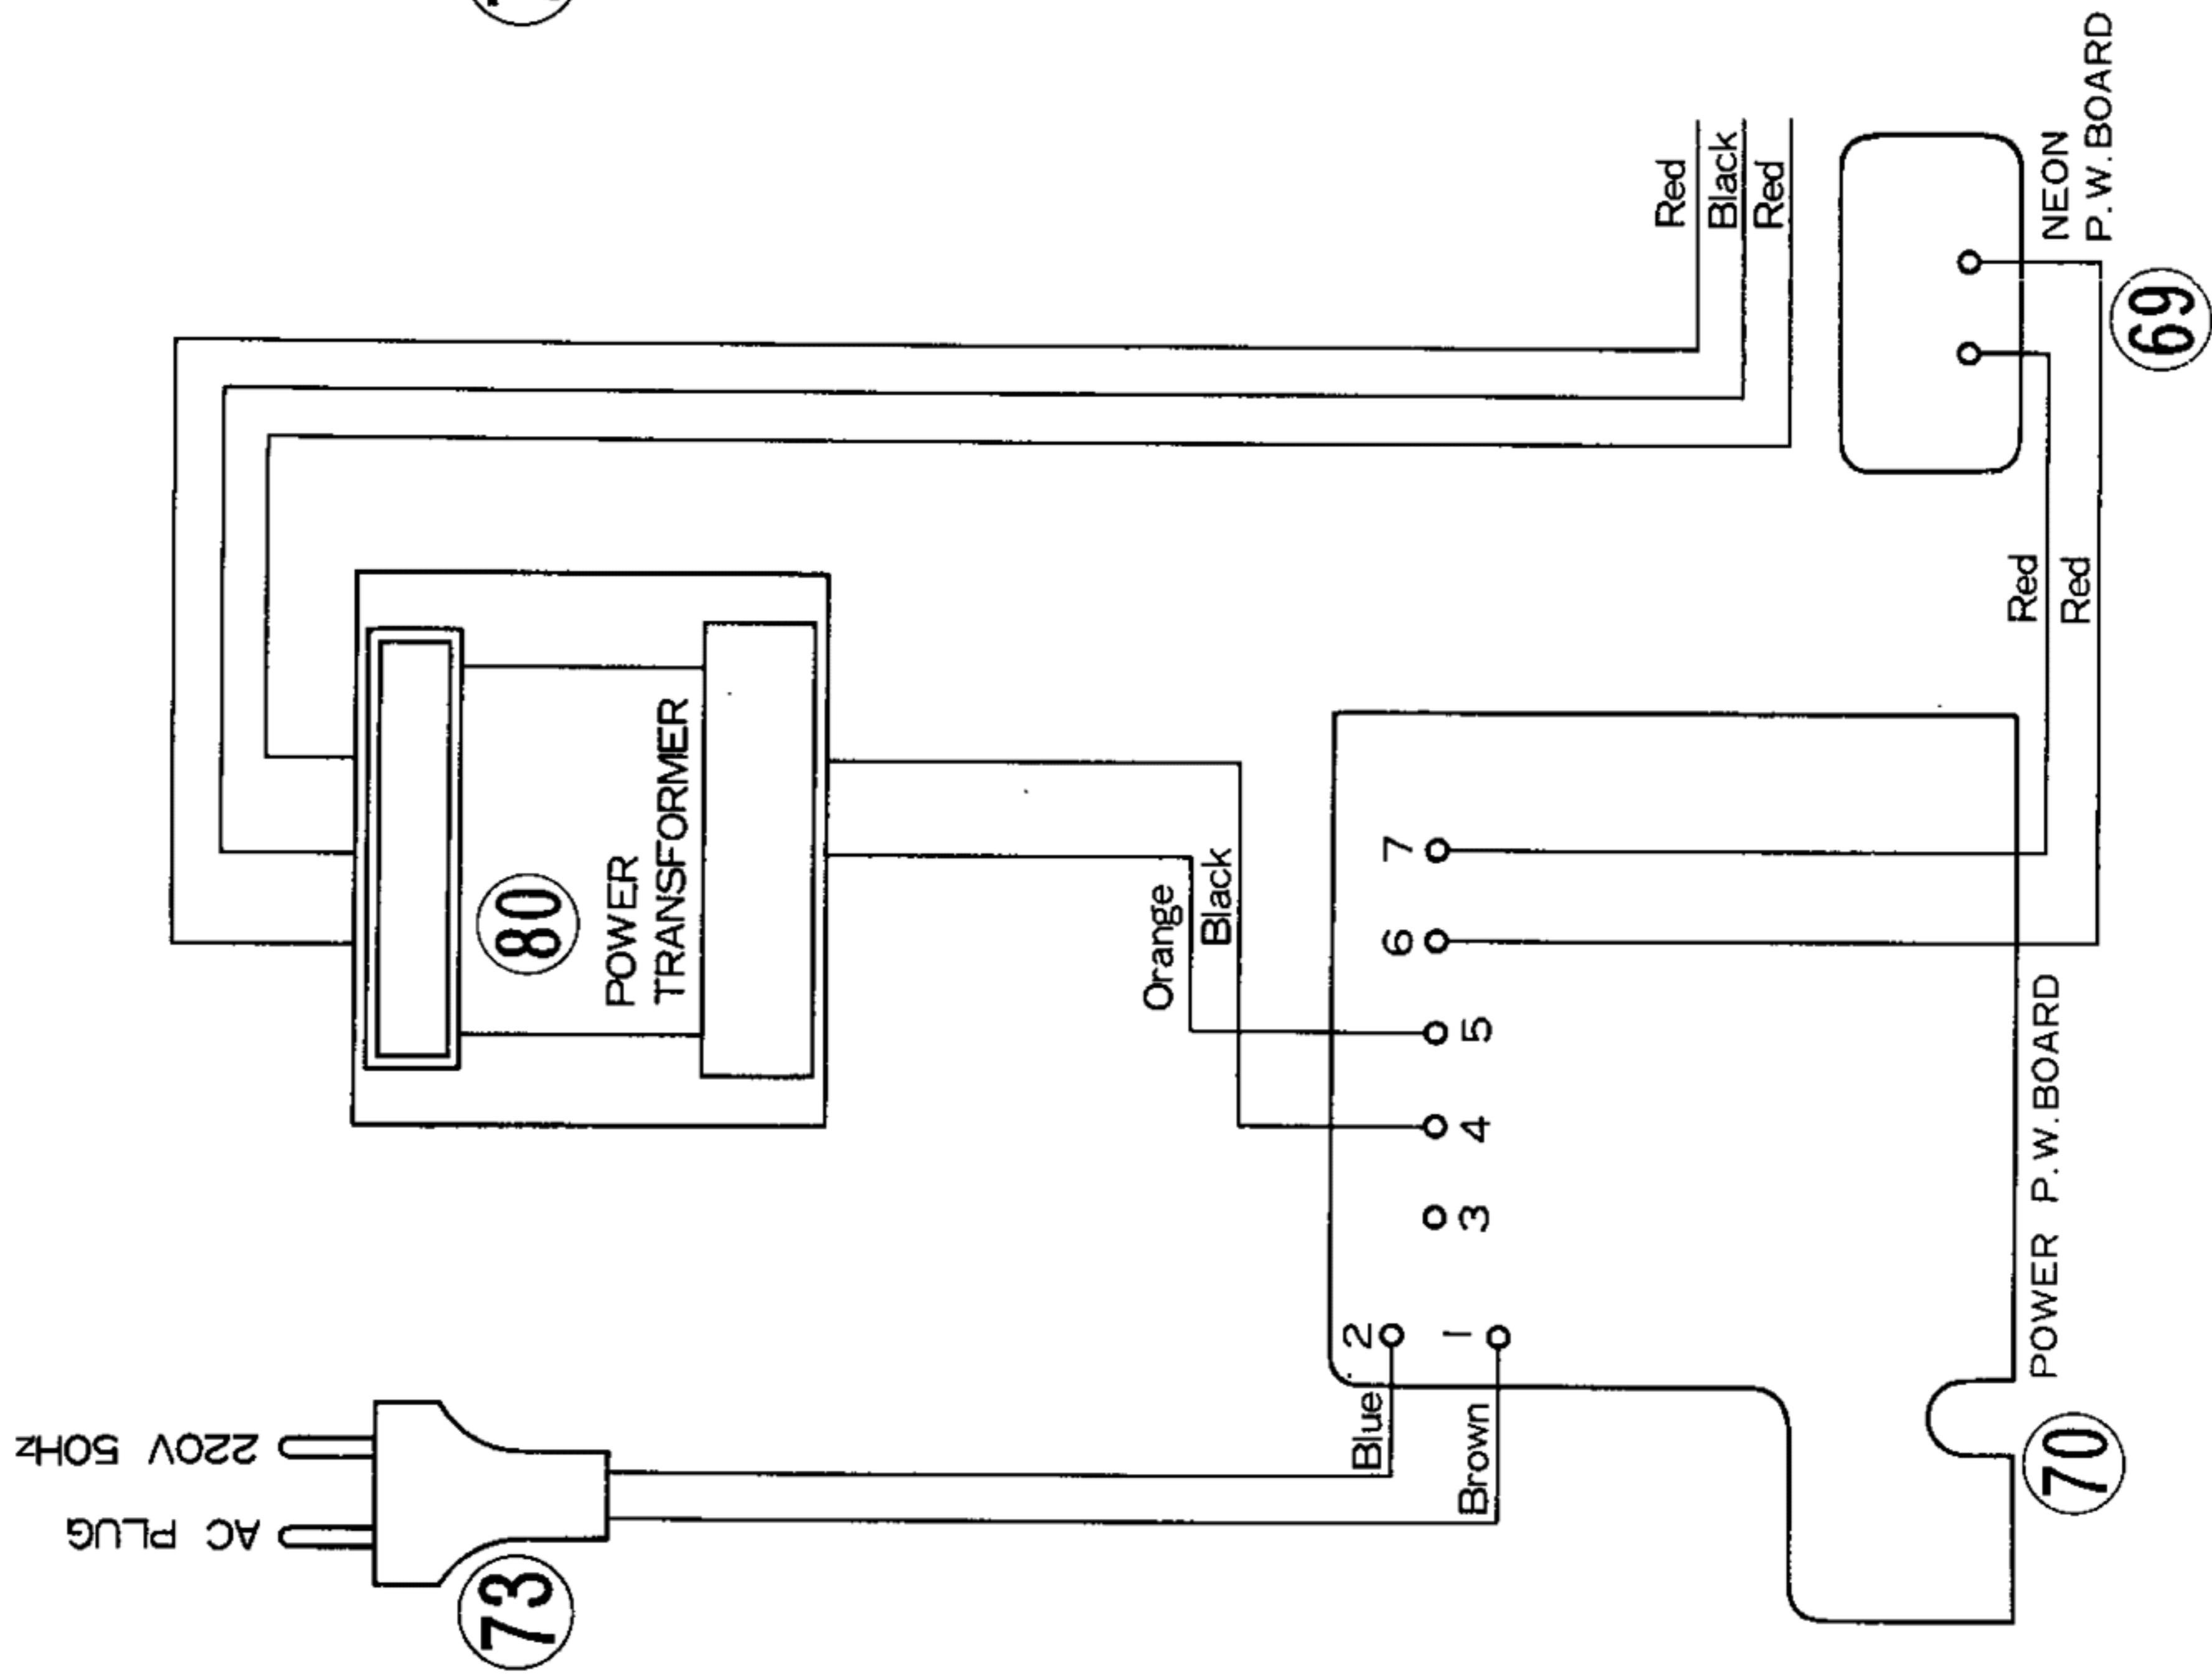 AC PLUG
220V 50Hz
73
80
POWER
TRANSFORMER
Orange
Black
Blue
Brown
2
1
3
4
5
6
7
70
POWER P.W.BOARD
Red
Red
Red
Black
Red
NEON
P.W.BOARD
69